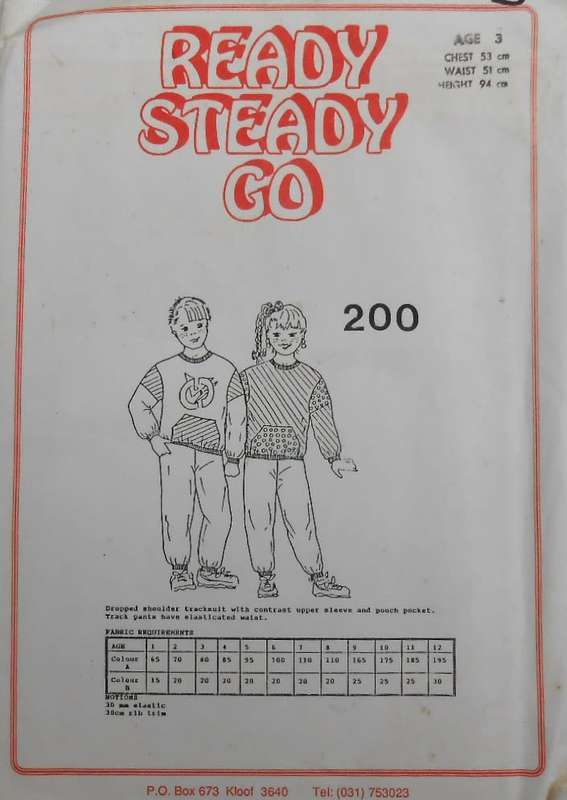 READY
STEADY
GO
AGE 3
CHEST 53 cm
WAIST 51 cm
HEIGHT 94 cm
200
Dropped shoulder tracksuit with contrast upper sleeve and pouch pocket.
Track pants have elasticated waist.
FABRIC REQUIREMENTS
AGE 1 2 3 4 5 6 7 8 9 10 11 12
Colour A 65 70 80 85 95 100 110 110 165 175 185 195
Colour B 15 20 20 20 20 20 20 20 25 25 25 30
NOTIONS
30 mm elastic
30cm rib trim
P.O. Box 673 Kloof 3640 Tel: (031) 753023